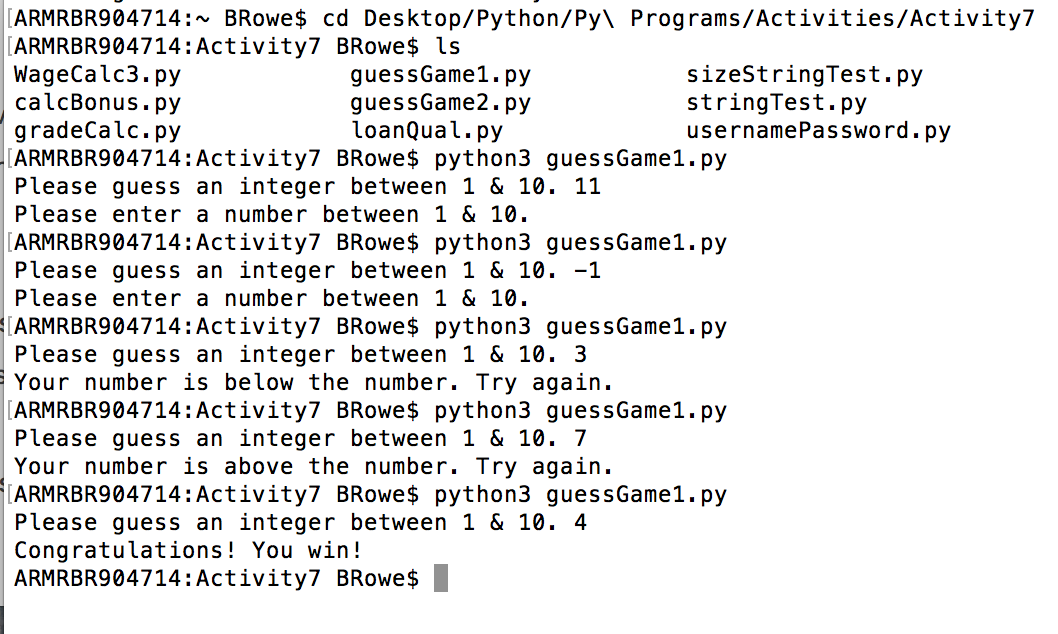 [ARMRBR904714:~ BRowe$ cd Desktop/Python/Py\ Programs/Activities/Activity7
[ARMRBR904714:Activity7 BRowe$ ls
WageCalc3.py guessGame1.py sizeStringTest.py
calcBonus.py guessGame2.py stringTest.py
gradeCalc.py loanQual.py usernamePassword.py
[ARMRBR904714:Activity7 BRowe$ python3 guessGame1.py
Please guess an integer between 1 & 10. 11
Please enter a number between 1 & 10.
[ARMRBR904714:Activity7 BRowe$ python3 guessGame1.py
Please guess an integer between 1 & 10. -1
Please enter a number between 1 & 10.
[ARMRBR904714:Activity7 BRowe$ python3 guessGame1.py
Please guess an integer between 1 & 10. 3
Your number is below the number. Try again.
[ARMRBR904714:Activity7 BRowe$ python3 guessGame1.py
Please guess an integer between 1 & 10. 7
Your number is above the number. Try again.
[ARMRBR904714:Activity7 BRowe$ python3 guessGame1.py
Please guess an integer between 1 & 10. 4
Congratulations! You win!
ARMRBR904714:Activity7 BRowe$